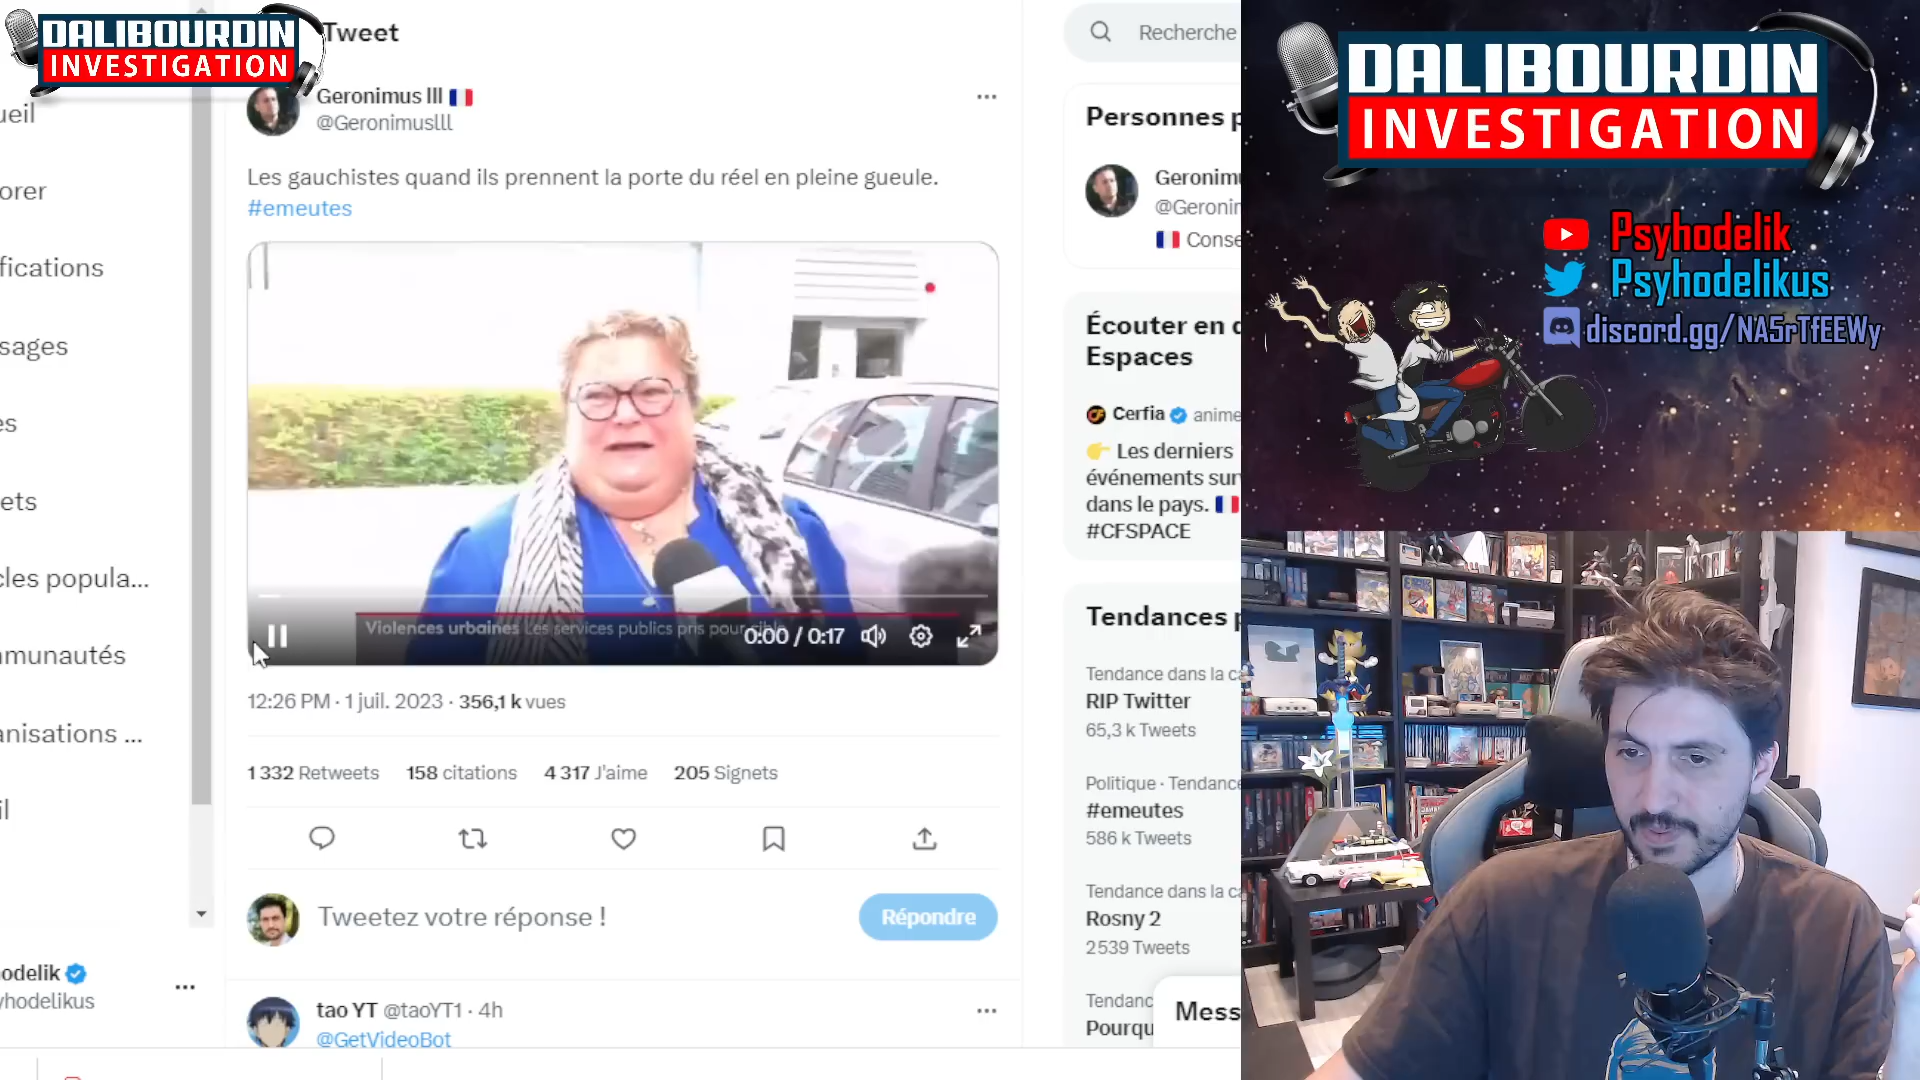 DALIBOURDIN
INVESTIGATION
Tweet
Geronimus lll
@Geronimuslll
Les gauchistes quand ils prennent la porte du réel en pleine gueule.
#emeutes
Violences urbaines Les services publics pris pour
0:00 / 0:17
12:26 PM · 1 juil. 2023 · 356,1 k vues
1 332 Retweets 158 citations 4 317 J'aime 205 Signets
Tweetez votre réponse !
Répondre
tao YT @taoYT1 · 4h
@GetVideoBot
ueil
orer
fications
sages
es
ets
cles popula...
munautés
anisations ...
il
odelik
yhodelikus
Recherche
Personnes p
Geronim
@Geronin
Conse
Écouter en d
Espaces
Cerfia anime
Les derniers
événements sur
dans le pays.
#CFSPACE
Tendances p
Tendance dans la ca
RIP Twitter
65,3 k Tweets
Politique · Tendance
#emeutes
586 k Tweets
Tendance dans la ca
Rosny 2
2 539 Tweets
Tendanc
Pourqu
Mess
DALIBOURDIN
INVESTIGATION
Psyhodelik
Psyhodelikus
discord.gg/NA5rTfEEWy